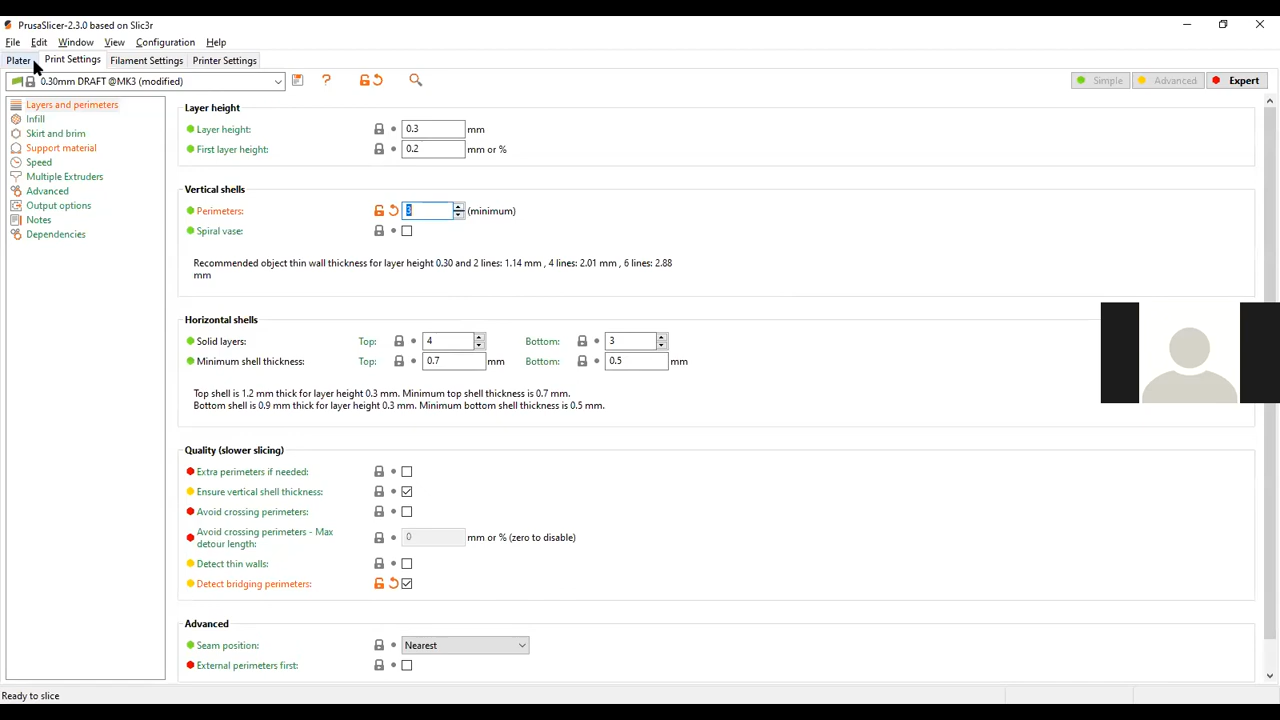 PrusaSlicer-2.3.0 based on Slic3r
File Edit Window View Configuration Help
Plater Print Settings Filament Settings Printer Settings
0.30mm DRAFT @MK3 (modified) ? Simple Advanced Expert
Layers and perimeters
Infill
Skirt and brim
Support material
Speed
Multiple Extruders
Advanced
Output options
Notes
Dependencies
Layer height
Layer height: 0.3 mm
First layer height: 0.2 mm or %
Vertical shells
Perimeters: 3 (minimum)
Spiral vase:
Recommended object thin wall thickness for layer height 0.30 and 2 lines: 1.14 mm , 4 lines: 2.01 mm , 6 lines: 2.88
mm
Horizontal shells
Solid layers: Top: 4 Bottom: 3
Minimum shell thickness: Top: 0.7 mm Bottom: 0.5 mm
Top shell is 1.2 mm thick for layer height 0.3 mm. Minimum top shell thickness is 0.7 mm.
Bottom shell is 0.9 mm thick for layer height 0.3 mm. Minimum bottom shell thickness is 0.5 mm.
Quality (slower slicing)
Extra perimeters if needed:
Ensure vertical shell thickness:
Avoid crossing perimeters:
Avoid crossing perimeters - Max
detour length: 0 mm or % (zero to disable)
Detect thin walls:
Detect bridging perimeters:
Advanced
Seam position: Nearest
External perimeters first:
Ready to slice